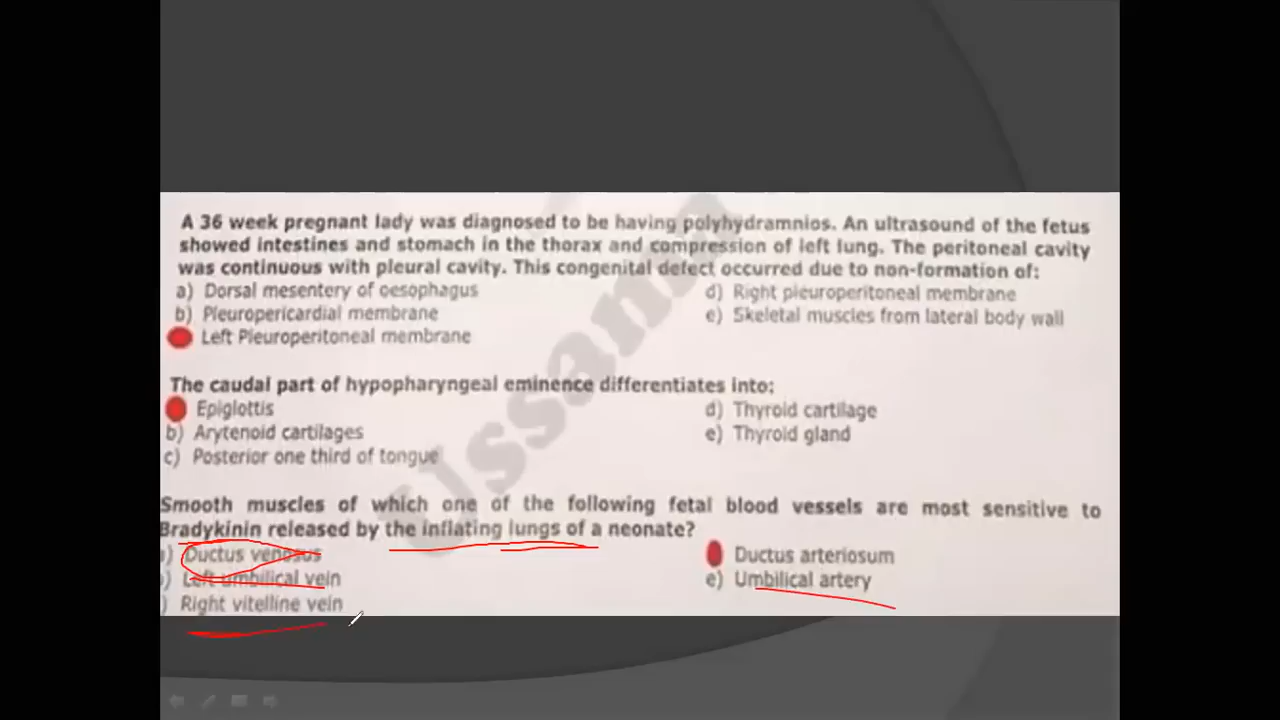 A 36 week pregnant lady was diagnosed to be having polyhydramnios. An ultrasound of the fetus
showed intestines and stomach in the thorax and compression of left lung. The peritoneal cavity
was continuous with pleural cavity. This congenital defect occurred due to non-formation of:
a) Dorsal mesentery of oesophagus
d) Right pleuroperitoneal membrane
b) Pleuropericardial membrane
e) Skeletal muscles from lateral body wall
Left Pleuroperitoneal membrane
The caudal part of hypopharyngeal eminence differentiates into:
Epiglottis
d) Thyroid cartilage
b) Arytenoid cartilages
e) Thyroid gland
c) Posterior one third of tongue
Smooth muscles of which one of the following fetal blood vessels are most sensitive to
Bradykinin released by the inflating lungs of a neonate?
) Ductus venosus
Ductus arteriosum
) Left umbilical vein
e) Umbilical artery
) Right vitelline vein
Ussama